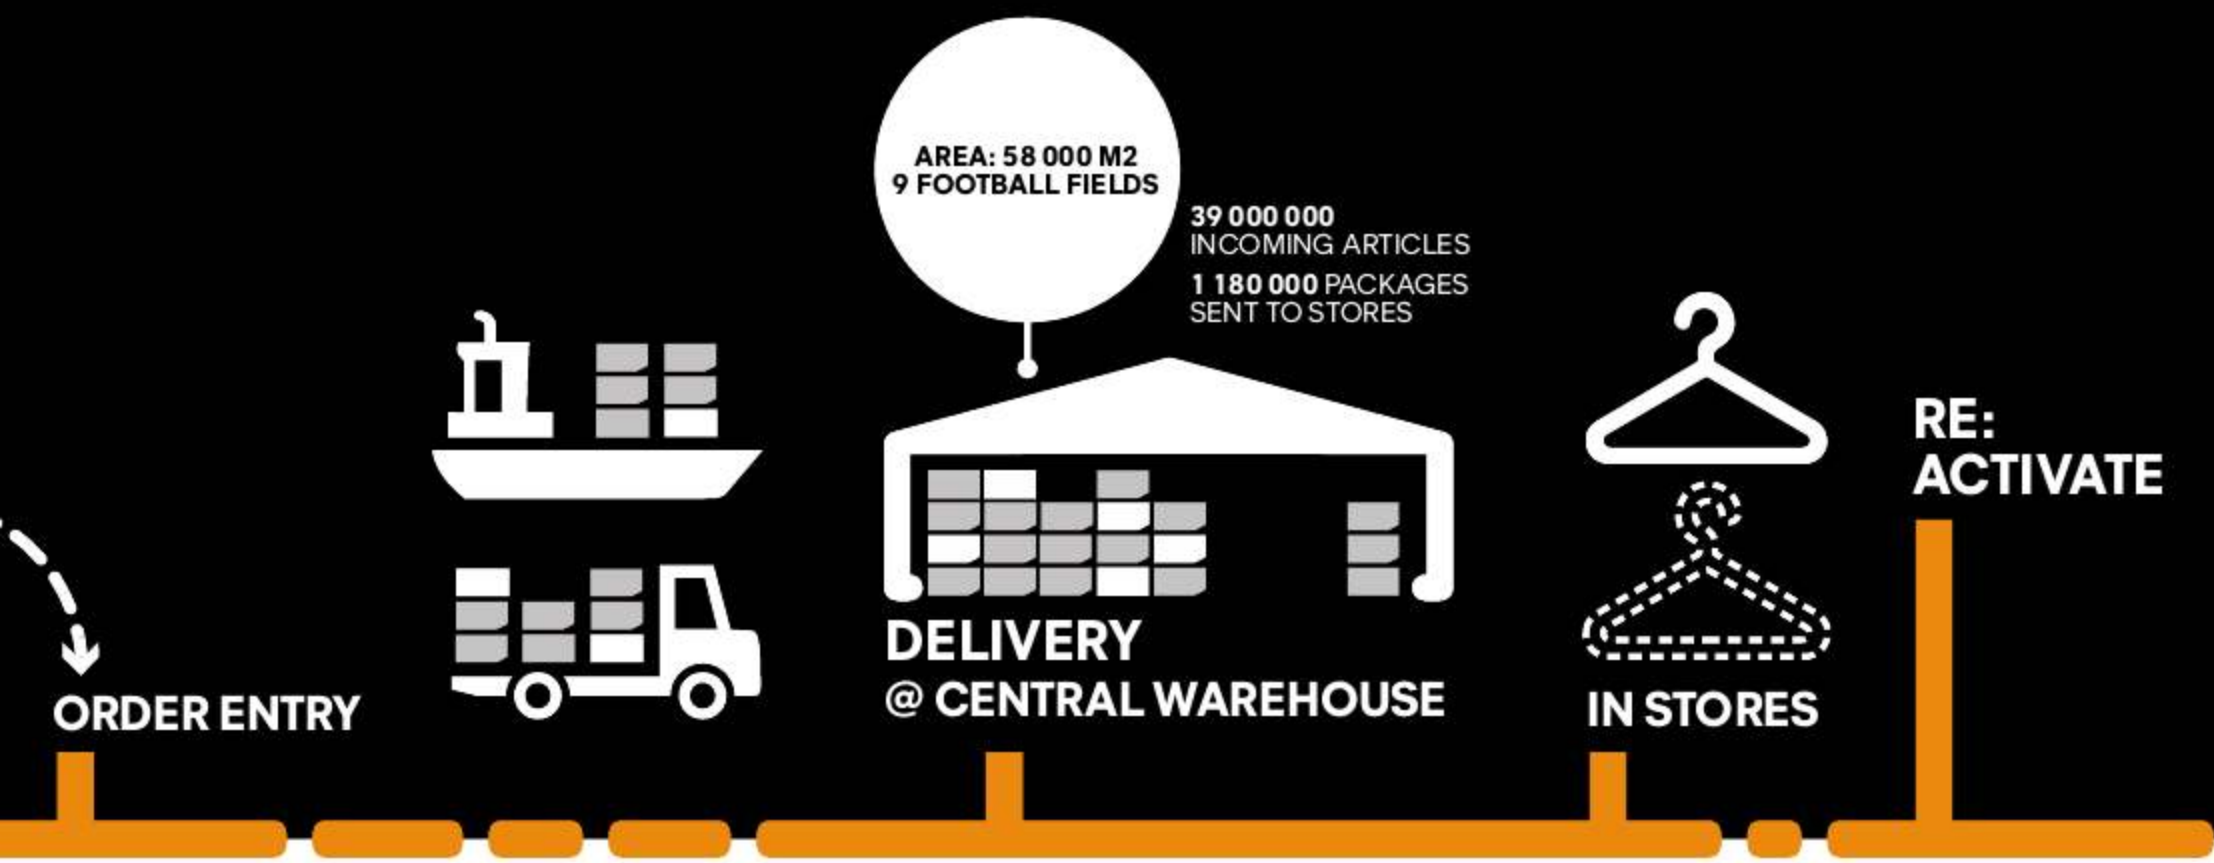 AREA: 58 000 M2
9 FOOTBALL FIELDS
39 000 000
INCOMING ARTICLES
1 180 000 PACKAGES
SENT TO STORES
RE:
ACTIVATE
ORDER ENTRY
DELIVERY
@ CENTRAL WAREHOUSE
IN STORES